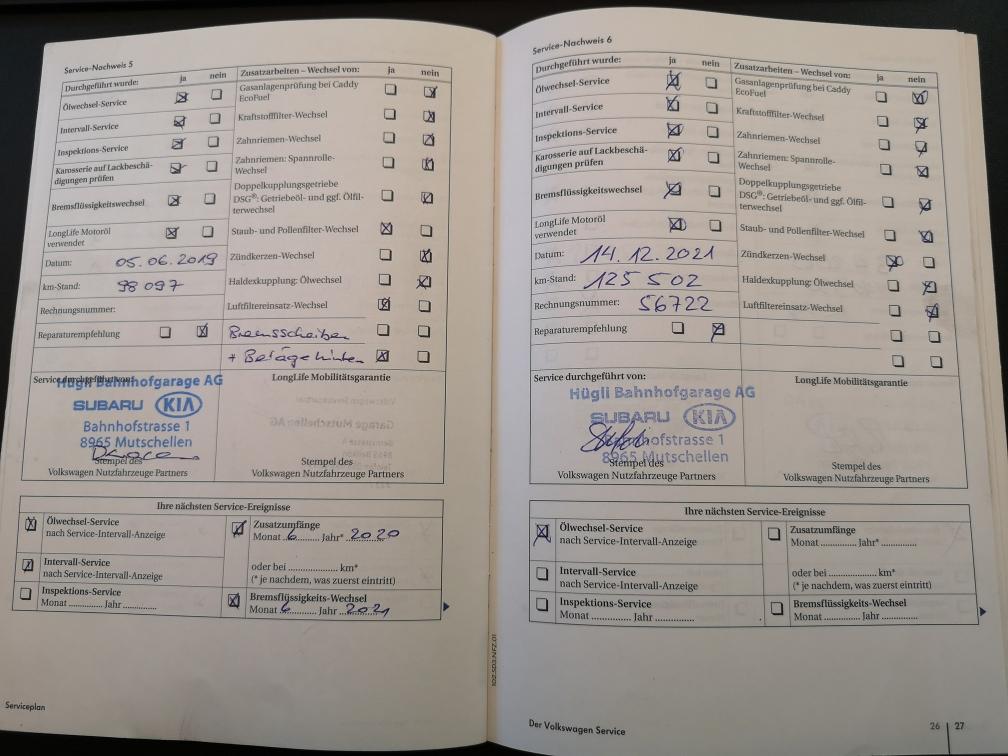 Service-Nachweis 5
Durchgeführt wurde: ja nein
Ölwechsel-Service
Intervall-Service
Inspektions-Service
Karosserie auf Lackbeschä-
digungen prüfen
Bremsflüssigkeitswechsel
LongLife Motoröl
verwendet
Datum: 05.06.2019
km-Stand: 98 097
Rechnungsnummer:
Reparaturempfehlung
Zusatzarbeiten – Wechsel von: ja nein
Gasanlagenprüfung bei Caddy
EcoFuel
Kraftstofffilter-Wechsel
Zahnriemen-Wechsel
Zahnriemen: Spannrolle-
Wechsel
Doppelkupplungsgetriebe
DSG®: Getriebeöl- und ggf. Ölfil-
terwechsel
Staub- und Pollenfilter-Wechsel
Zündkerzen-Wechsel
Haldexkupplung: Ölwechsel
Luftfiltereinsatz-Wechsel
Bremsscheiben
+ Beläge hinten
Service durchgeführt von:
Hügli Bahnhofgarage AG
SUBARU KIA
Bahnhofstrasse 1
8965 Mutschellen
Stempel des
Volkswagen Nutzfahrzeuge Partners
LongLife Mobilitätsgarantie
Stempel des
Volkswagen Nutzfahrzeuge Partners
Ihre nächsten Service-Ereignisse
Ölwechsel-Service
nach Service-Intervall-Anzeige
Intervall-Service
nach Service-Intervall-Anzeige
Inspektions-Service
Monat .............. Jahr ..............
Zusatzumfänge
Monat 6 Jahr* 2020
oder bei .................... km*
(* je nachdem, was zuerst eintritt)
Bremsflüssigkeits-Wechsel
Monat 6 Jahr 2021
Serviceplan
Service-Nachweis 6
Durchgeführt wurde: ja nein
Ölwechsel-Service
Intervall-Service
Inspektions-Service
Karosserie auf Lackbeschä-
digungen prüfen
Bremsflüssigkeitswechsel
LongLife Motoröl
verwendet
Datum: 14.12.2021
km-Stand: 125 502
Rechnungsnummer: 56722
Reparaturempfehlung
Zusatzarbeiten – Wechsel von: ja nein
Gasanlagenprüfung bei Caddy
EcoFuel
Kraftstofffilter-Wechsel
Zahnriemen-Wechsel
Zahnriemen: Spannrolle-
Wechsel
Doppelkupplungsgetriebe
DSG®: Getriebeöl- und ggf. Ölfil-
terwechsel
Staub- und Pollenfilter-Wechsel
Zündkerzen-Wechsel
Haldexkupplung: Ölwechsel
Luftfiltereinsatz-Wechsel
Service durchgeführt von:
Hügli Bahnhofgarage AG
SUBARU KIA
Bahnhofstrasse 1
8965 Mutschellen
Stempel des
Volkswagen Nutzfahrzeuge Partners
LongLife Mobilitätsgarantie
Stempel des
Volkswagen Nutzfahrzeuge Partners
Ihre nächsten Service-Ereignisse
Ölwechsel-Service
nach Service-Intervall-Anzeige
Intervall-Service
nach Service-Intervall-Anzeige
Inspektions-Service
Monat .............. Jahr ..............
Zusatzumfänge
Monat .............. Jahr* ..............
oder bei .................... km*
(* je nachdem, was zuerst eintritt)
Bremsflüssigkeits-Wechsel
Monat .............. Jahr ..............
Der Volkswagen Service
26 | 27